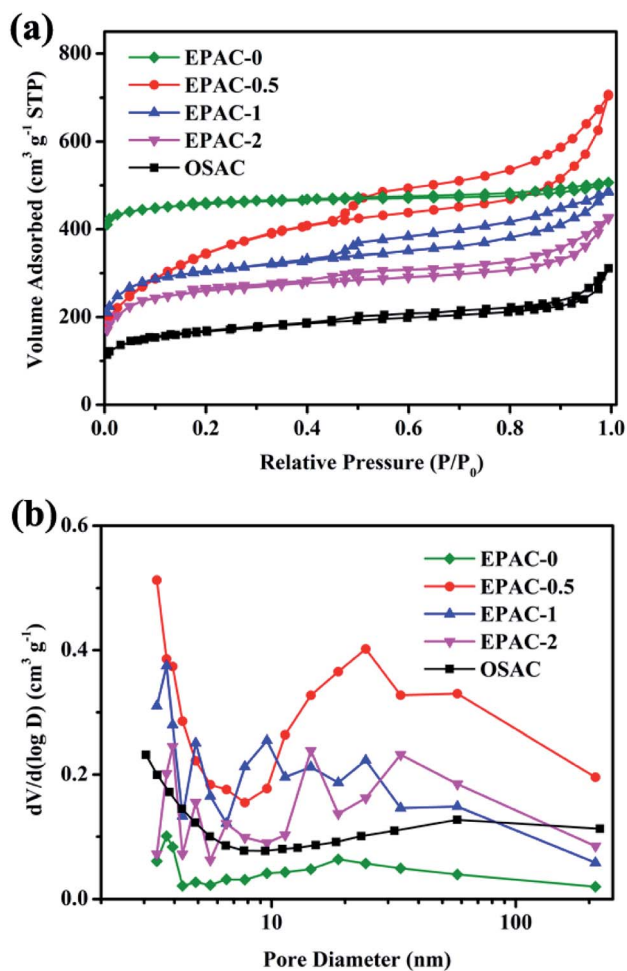 (a)
800
600
400
200
0
Volume Adsorbed (cm³ g⁻¹ STP)
EPAC-0
EPAC-0.5
EPAC-1
EPAC-2
OSAC
0.0 0.2 0.4 0.6 0.8 1.0
Relative Pressure (P/P₀)
(b)
0.6
0.4
0.2
0.0
dV/d(log D) (cm³ g⁻¹)
EPAC-0
EPAC-0.5
EPAC-1
EPAC-2
OSAC
10 100
Pore Diameter (nm)